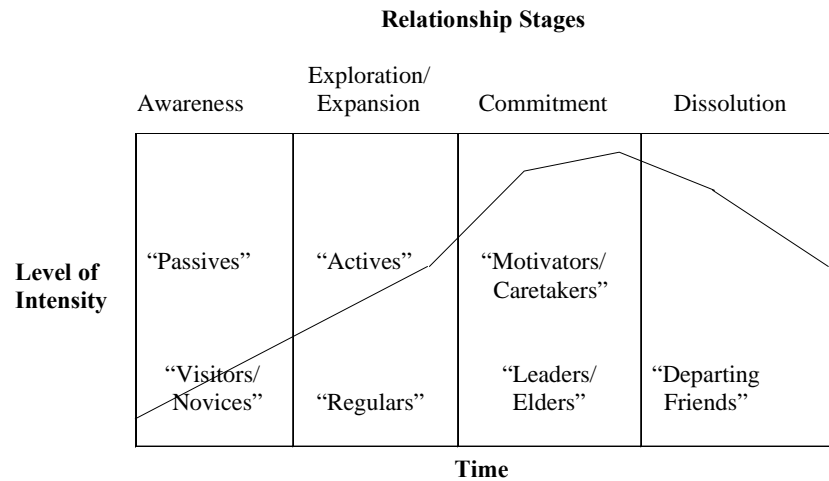 Relationship Stages
Exploration/
Awareness Expansion Commitment Dissolution
“Passives” “Actives” “Motivators/
Caretakers”
Level of
Intensity
“Visitors/
Novices”
“Regulars”
“Leaders/
Elders”
“Departing
Friends”
Time